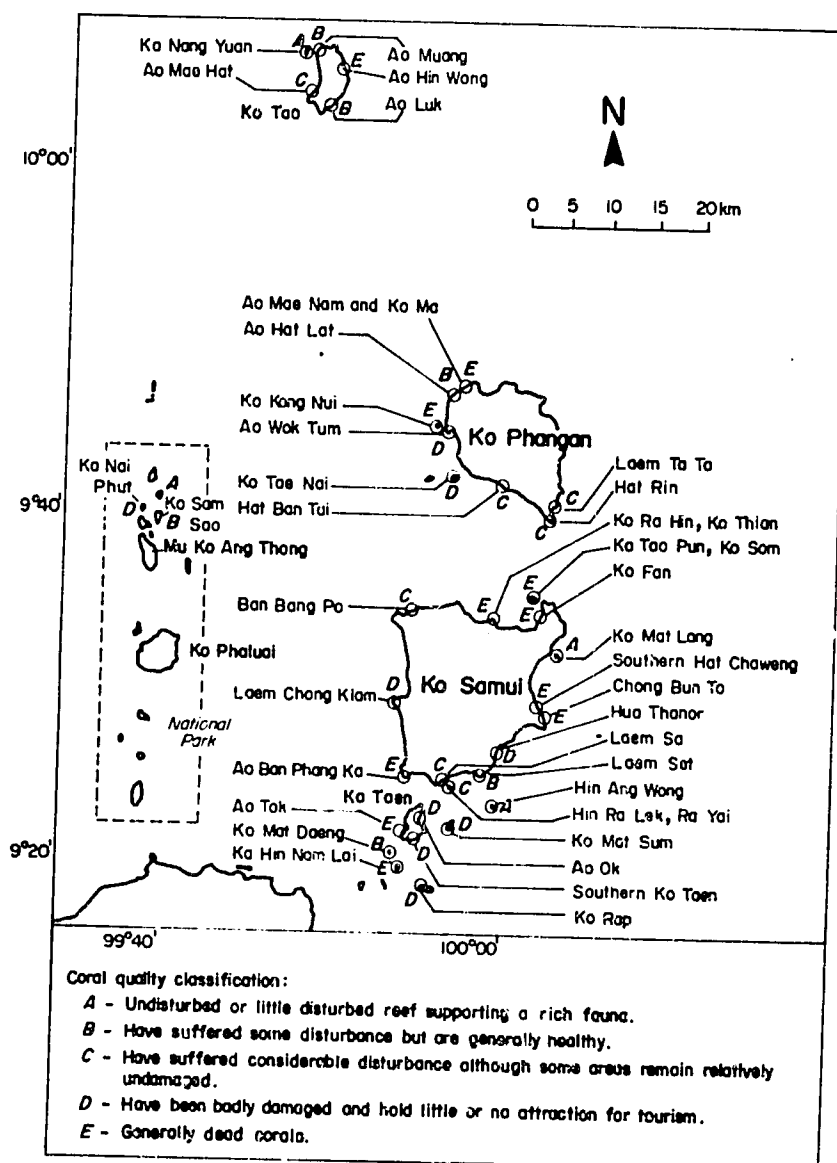 Ko Nang Yuan
A
B
Ao Muang
E
Ao Hin Wong
Ao Mae Hat
C
Ko Tao
B
Ao Luk
N
10°00'
0 5 10 15 20km
Ao Mae Nam and Ko Ma
Ao Hat Lat
B
E
Ko Kong Nui
E
Ao Wok Tum
D
Ko Phangan
Ko Tae Nai
D
Hat Ban Tui
C
Laem Ta Ta
C
Hat Rin
C
Ko Nai
Phut
A
9°40'
D
Ko Sam
Sao
B
Mu Ko Ang Thong
Ko Phaluai
National
Park
Ko Ra Hin, Ko Thian
Ko Tao Pun, Ko Som
E
Ko Fan
Ban Bang Po
C
E
E
Ko Mat Lang
A
Southern Hat Chaweng
Ko Samui
Laem Chong Klam
D
E
Chong Bun To
E
Hua Thanor
D
Laem Sa
Laem Set
Ao Ban Phang Ka
E
C
C
B
Hin Ang Wong
Ko Taen
Hin Ra Lek, Ra Yai
Ao Tok
E
D
D
Ko Mat Sum
Ko Mat Daeng
B
Ao Ok
Ko Hin Nam Lai
E
D
Southern Ko Taen
D
Ko Rap
9°20'
99°40'
100°00'
Coral quality classification:
A - Undisturbed or little disturbed reef supporting a rich fauna.
B - Have suffered some disturbance but are generally healthy.
C - Have suffered considerable disturbance although some areas remain relatively
undamaged.
D - Have been badly damaged and hold little or no attraction for tourism.
E - Generally dead corals.